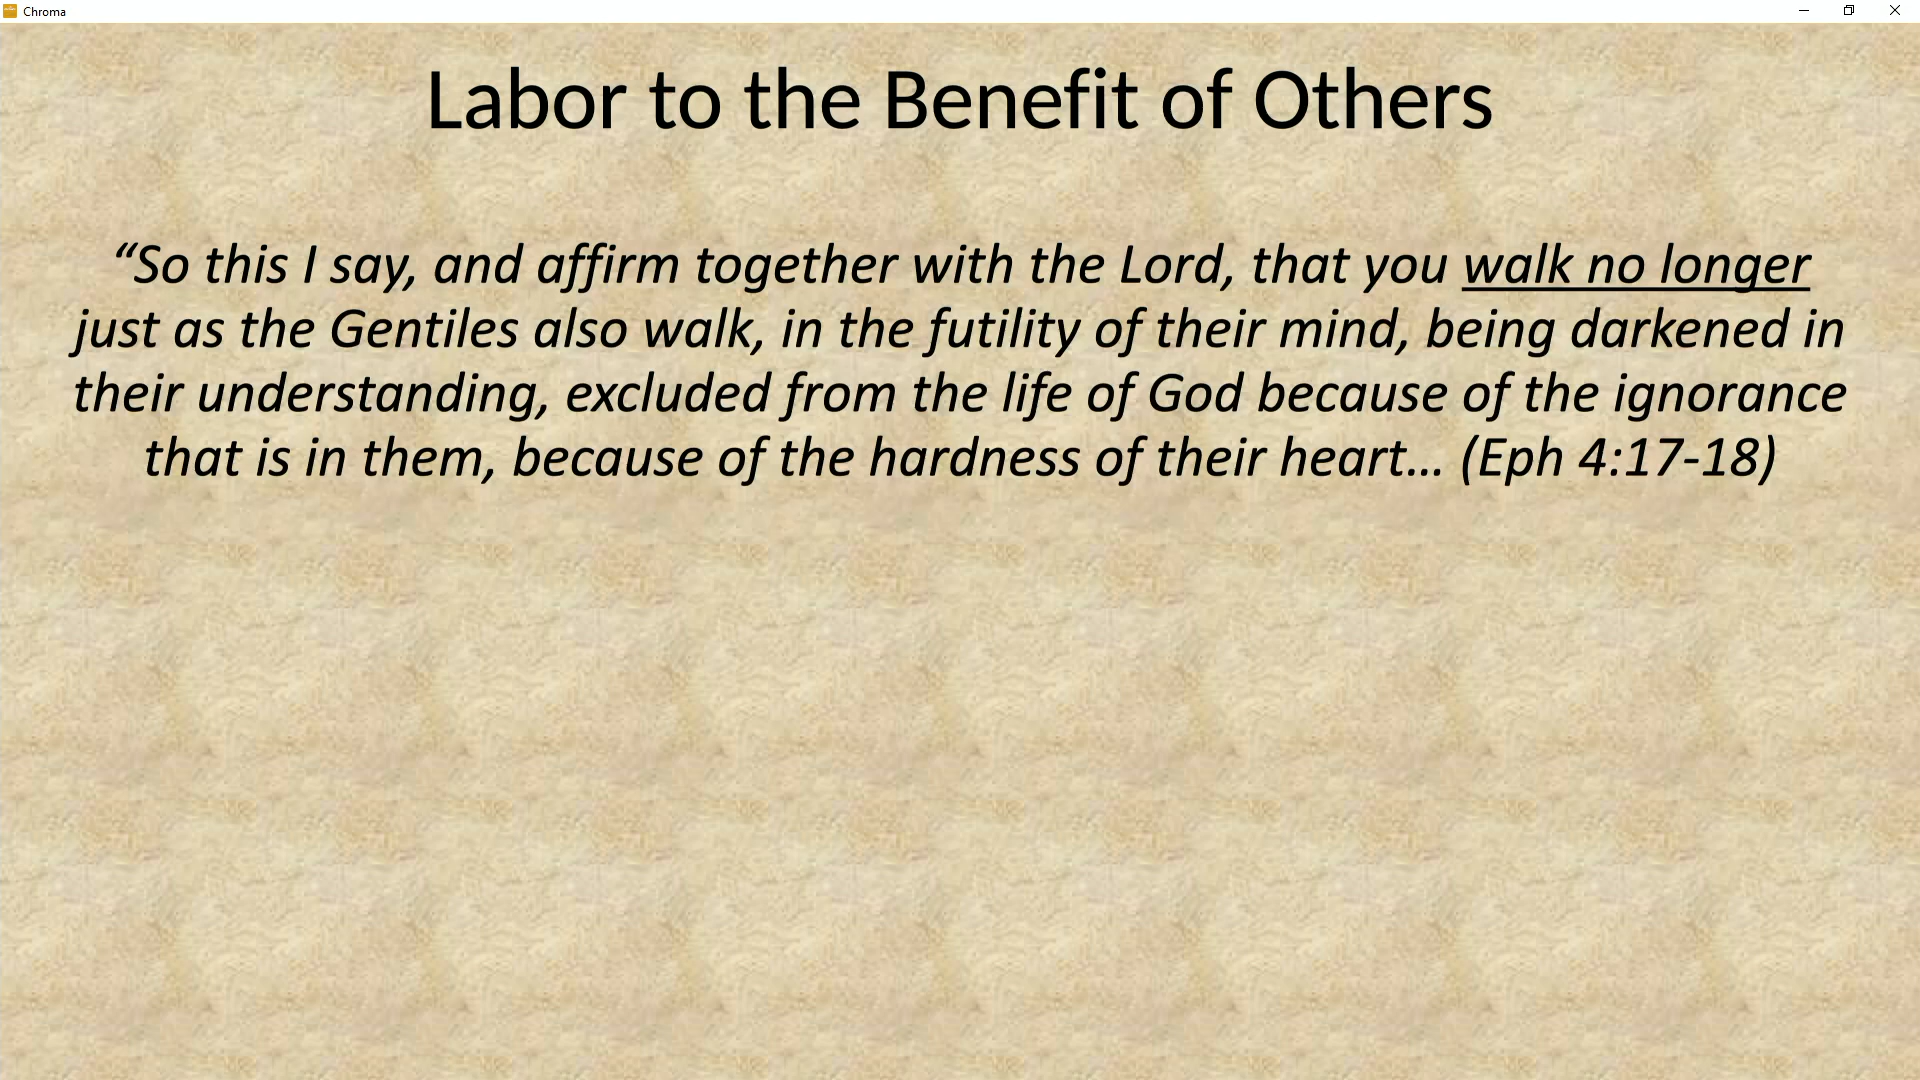 Chroma
Labor to the Benefit of Others
“So this I say, and affirm together with the Lord, that you walk no longer
just as the Gentiles also walk, in the futility of their mind, being darkened in
their understanding, excluded from the life of God because of the ignorance
that is in them, because of the hardness of their heart… (Eph 4:17-18)